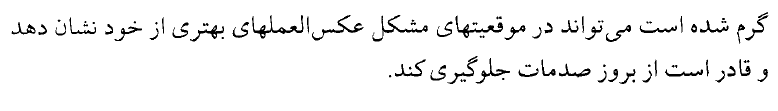 گرم شده است می‌تواند در موقعیتهای مشکل عکس‌العملهای بهتری از خود نشان دهد
و قادر است از بروز صدمات جلوگیری کند.